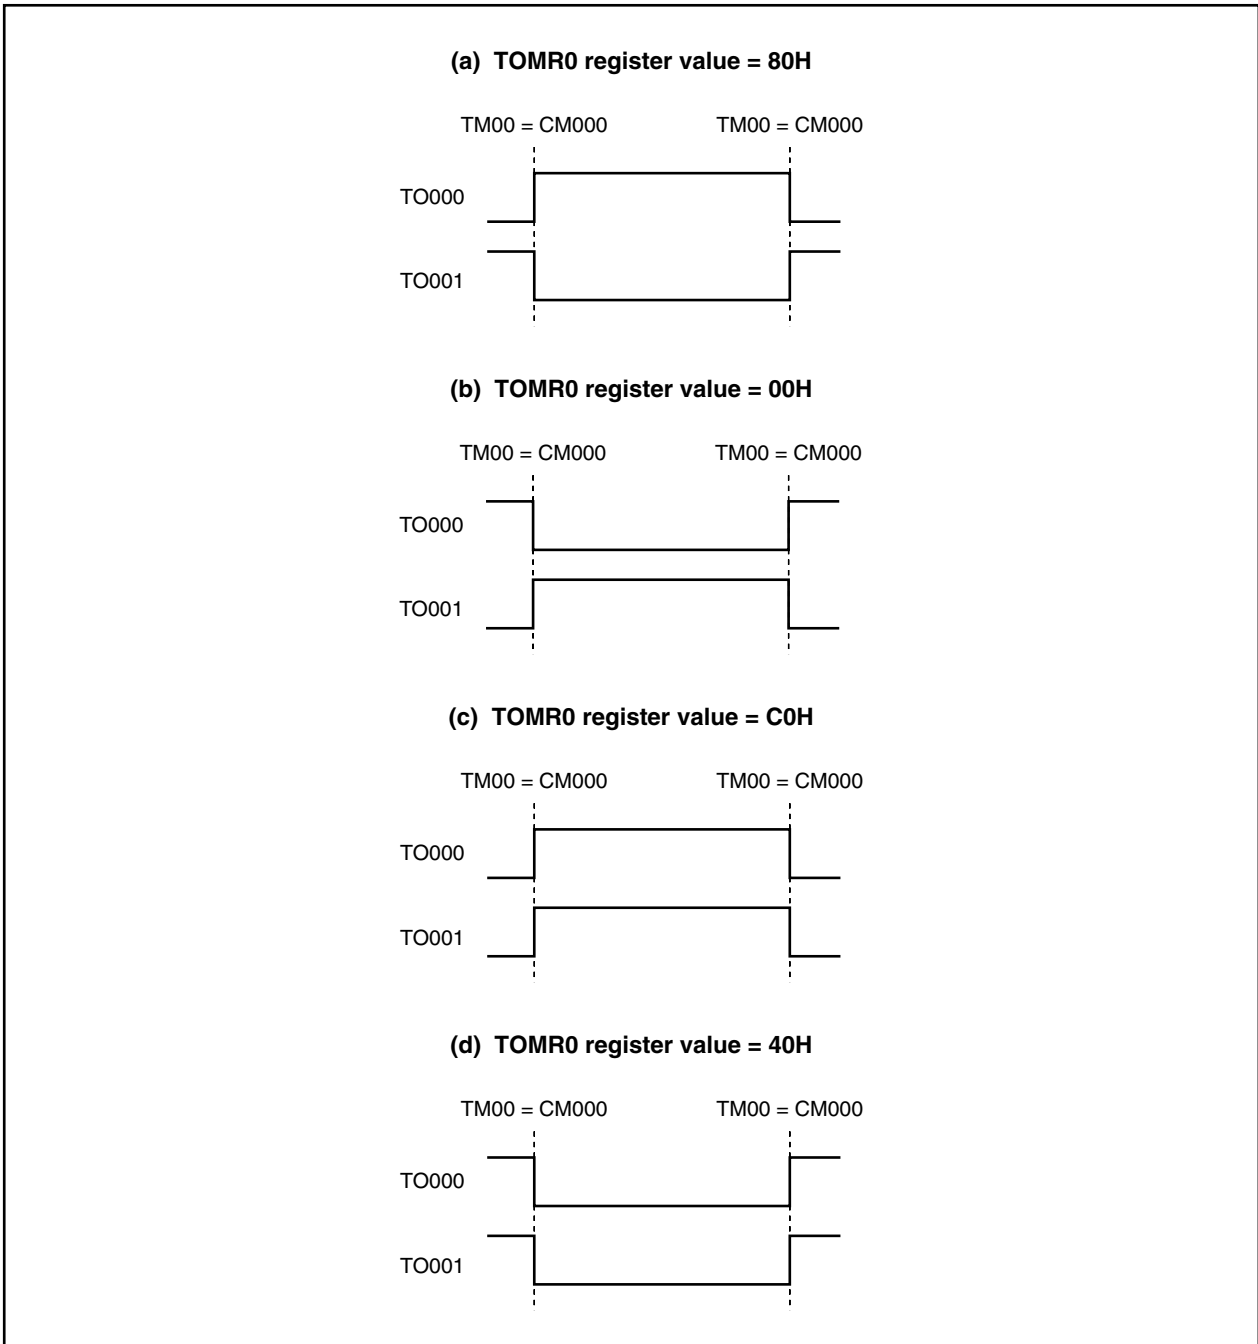 (a) TOMR0 register value = 80H
TM00 = CM000 TM00 = CM000
TO000
TO001
(b) TOMR0 register value = 00H
TM00 = CM000 TM00 = CM000
TO000
TO001
(c) TOMR0 register value = C0H
TM00 = CM000 TM00 = CM000
TO000
TO001
(d) TOMR0 register value = 40H
TM00 = CM000 TM00 = CM000
TO000
TO001